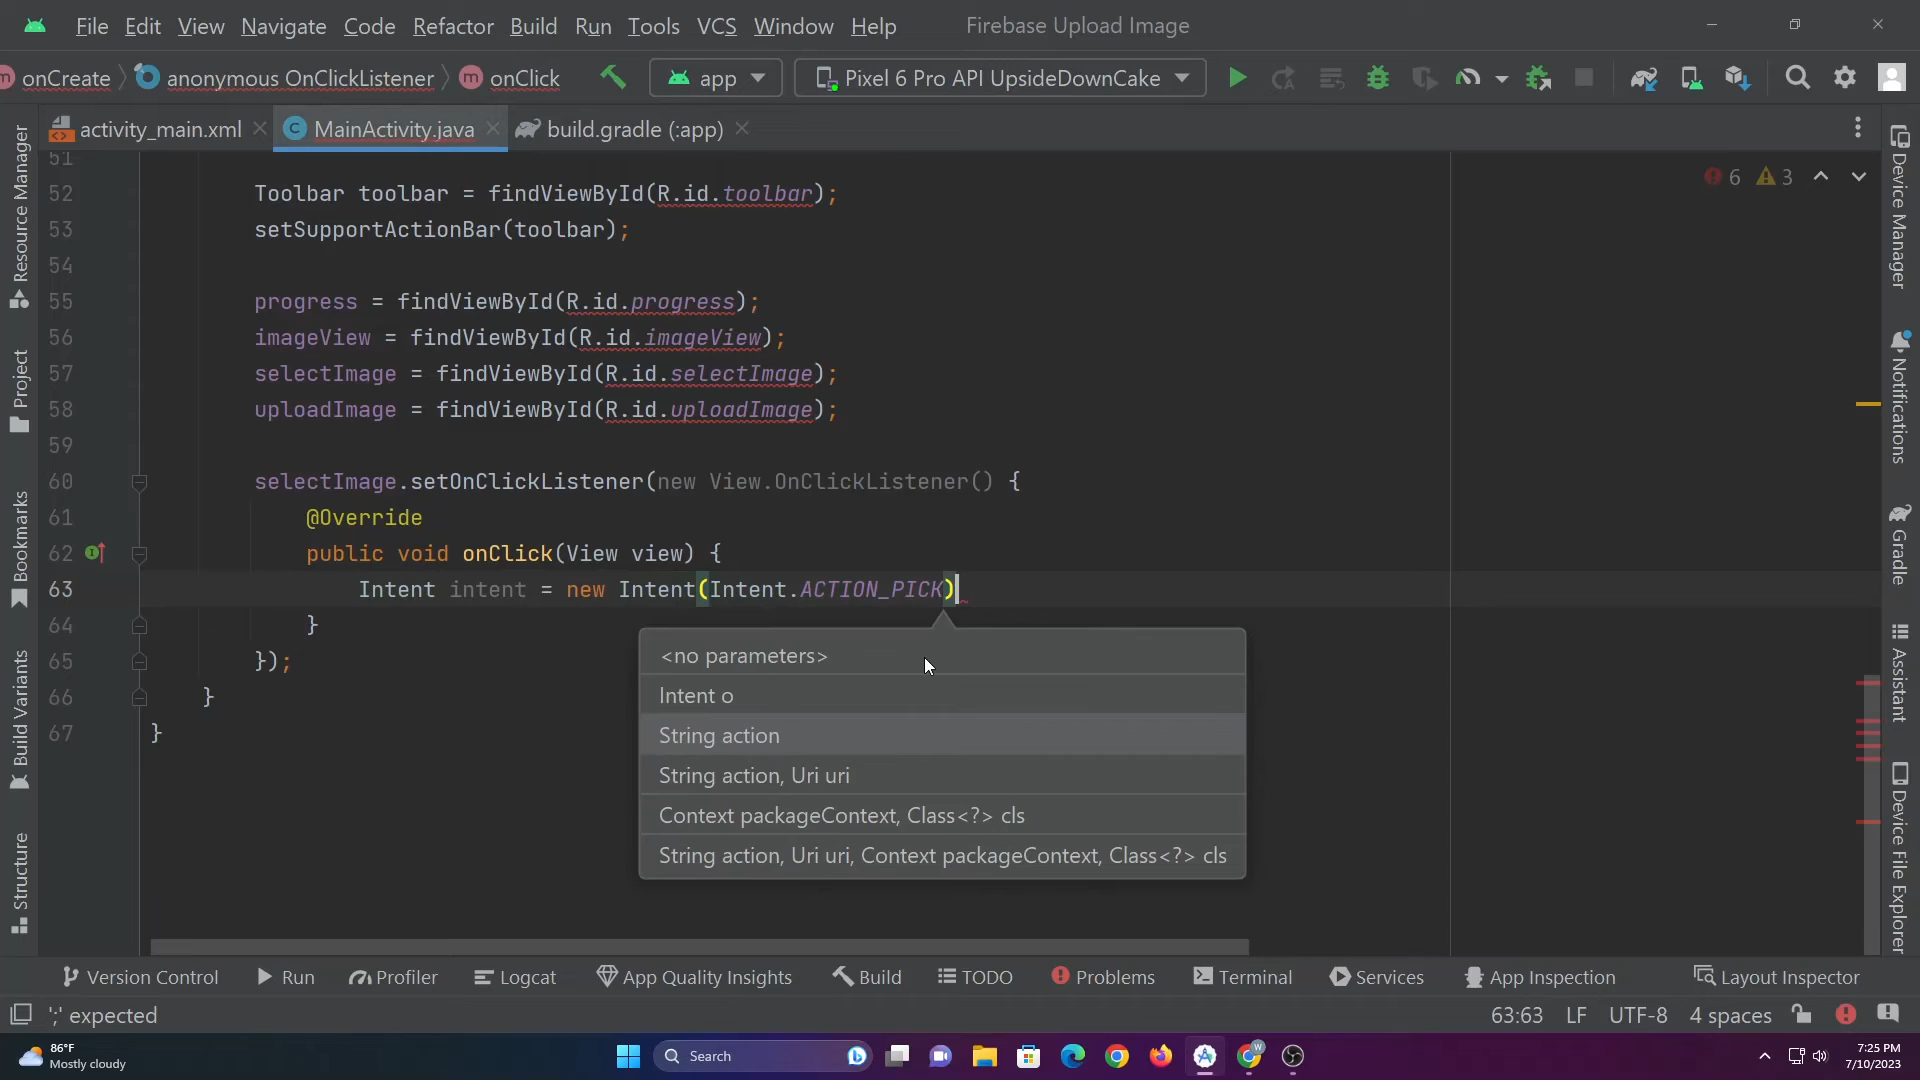 File Edit View Navigate Code Refactor Build Run Tools VCS Window Help Firebase Upload Image
onCreate anonymous OnClickListener onClick app Pixel 6 Pro API UpsideDownCake
activity_main.xml MainActivity.java build.gradle (:app)
51
52 Toolbar toolbar = findViewById(R.id.toolbar); 6 3
53 setSupportActionBar(toolbar);
54
55 progress = findViewById(R.id.progress);
56 imageView = findViewById(R.id.imageView);
57 selectImage = findViewById(R.id.selectImage);
58 uploadImage = findViewById(R.id.uploadImage);
59
60 selectImage.setOnClickListener(new View.OnClickListener() {
61 @Override
62 public void onClick(View view) {
63 Intent intent = new Intent(Intent.ACTION_PICK)
64 }
65 });
66 }
67 }
<no parameters>
Intent o
String action
String action, Uri uri
Context packageContext, Class<?> cls
String action, Uri uri, Context packageContext, Class<?> cls
Resource Manager
Project
Bookmarks
Build Variants
Structure
Device Manager
Notifications
Gradle
Assistant
Device File Explorer
Version Control Run Profiler Logcat App Quality Insights Build TODO Problems Terminal Services App Inspection Layout Inspector
';' expected 63:63 LF UTF-8 4 spaces
86°F
Mostly cloudy
Search
7:25 PM
7/10/2023